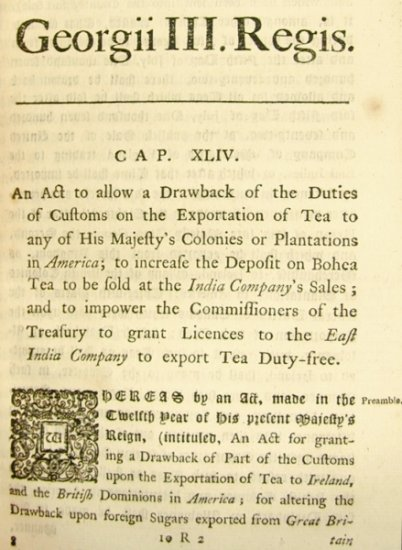 Georgii III. Regis.
CAP. XLIV.
An Act to allow a Drawback of the Duties
of Cuſtoms on the Exportation of Tea to
any of His Majeſty's Colonies or Plantations
in America; to increaſe the Depoſit on Bohea
Tea to be ſold at the India Company's Sales;
and to impower the Commiſſioners of the
Treaſury to grant Licences to the Eaſt
India Company to export Tea Duty-free.
WHEREAS by an Act, made in the Preamble.
Twelfth Year of His preſent Majeſty's
Reign, (intituled, An Act for grant-
ing a Drawback of Part of the Cuſtoms
upon the Exportation of Tea to Ireland,
and the Britiſh Dominions in America; for altering the
Drawback upon foreign Sugars exported from Great Bri-
10 R 2 tain